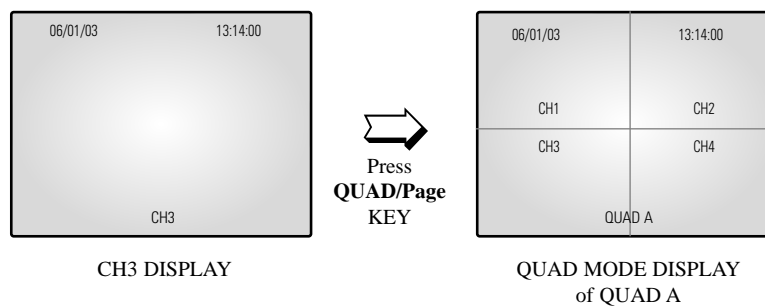 06/01/03 13:14:00
CH3
CH3 DISPLAY
Press
QUAD/Page
KEY
06/01/03 13:14:00
CH1 CH2
CH3 CH4
QUAD A
QUAD MODE DISPLAY
of QUAD A